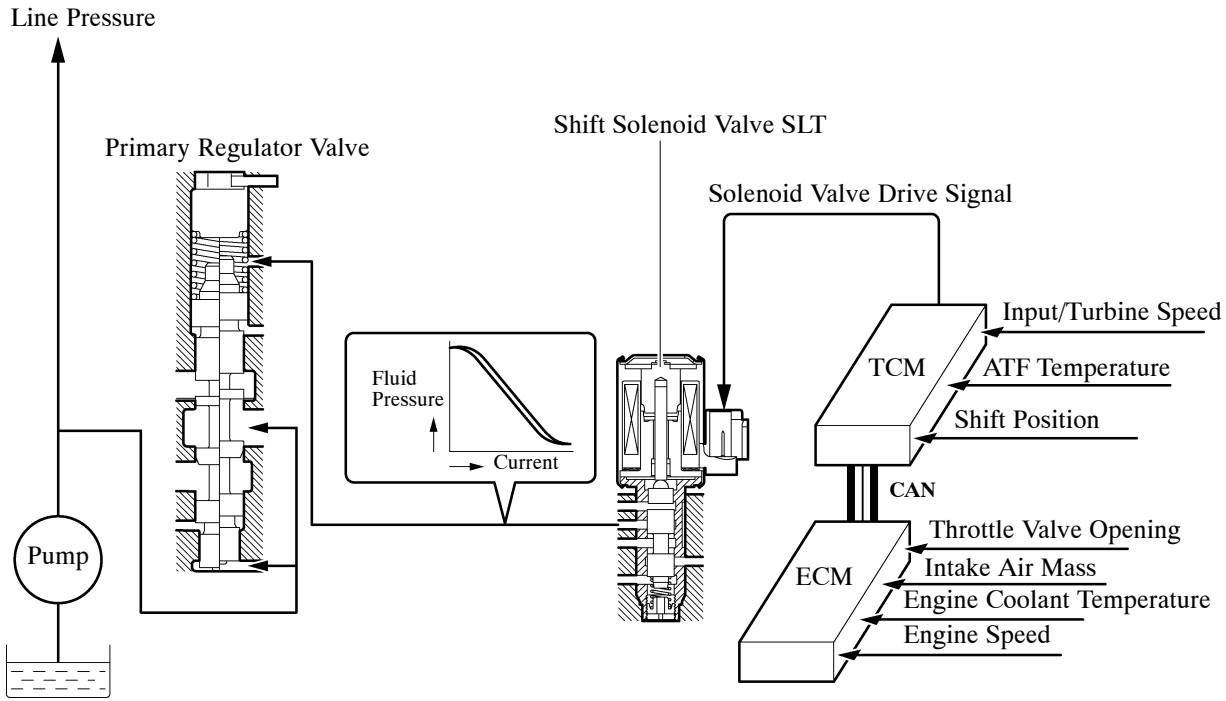 Line Pressure
Primary Regulator Valve
Shift Solenoid Valve SLT
Solenoid Valve Drive Signal
Fluid
Pressure
Current
TCM
Input/Turbine Speed
ATF Temperature
Shift Position
CAN
Pump
ECM
Throttle Valve Opening
Intake Air Mass
Engine Coolant Temperature
Engine Speed